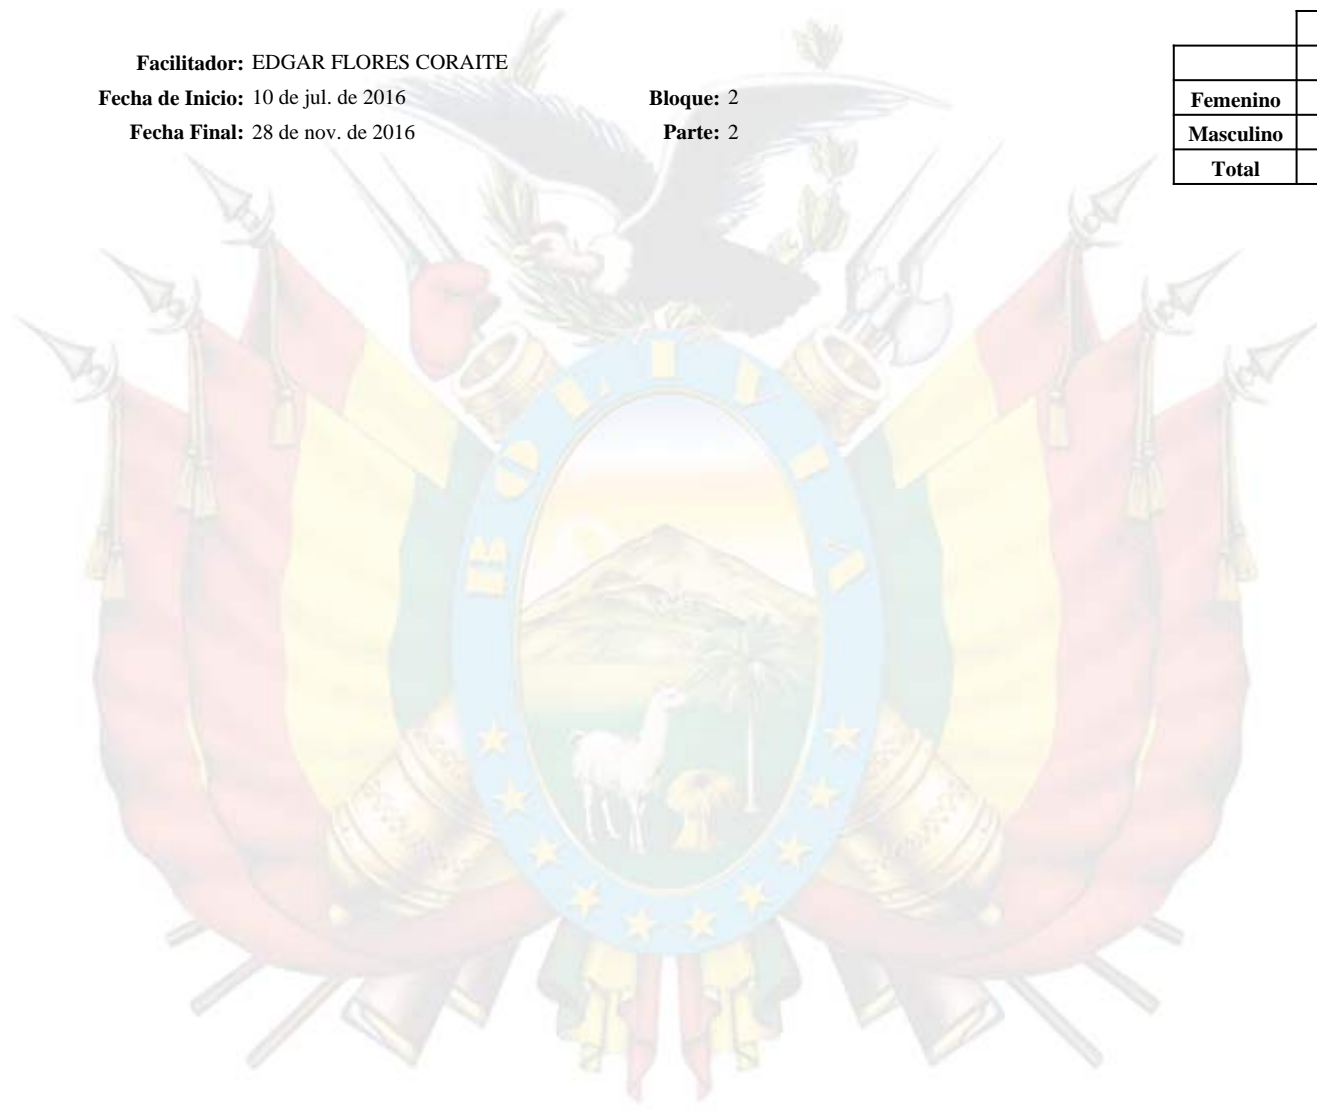 Facilitador: EDGAR FLORES CORAITE
Fecha de Inicio: 10 de jul. de 2016 Bloque: 2
Fecha Final: 28 de nov. de 2016 Parte: 2
Femenino
Masculino
Total
BOLIVIA